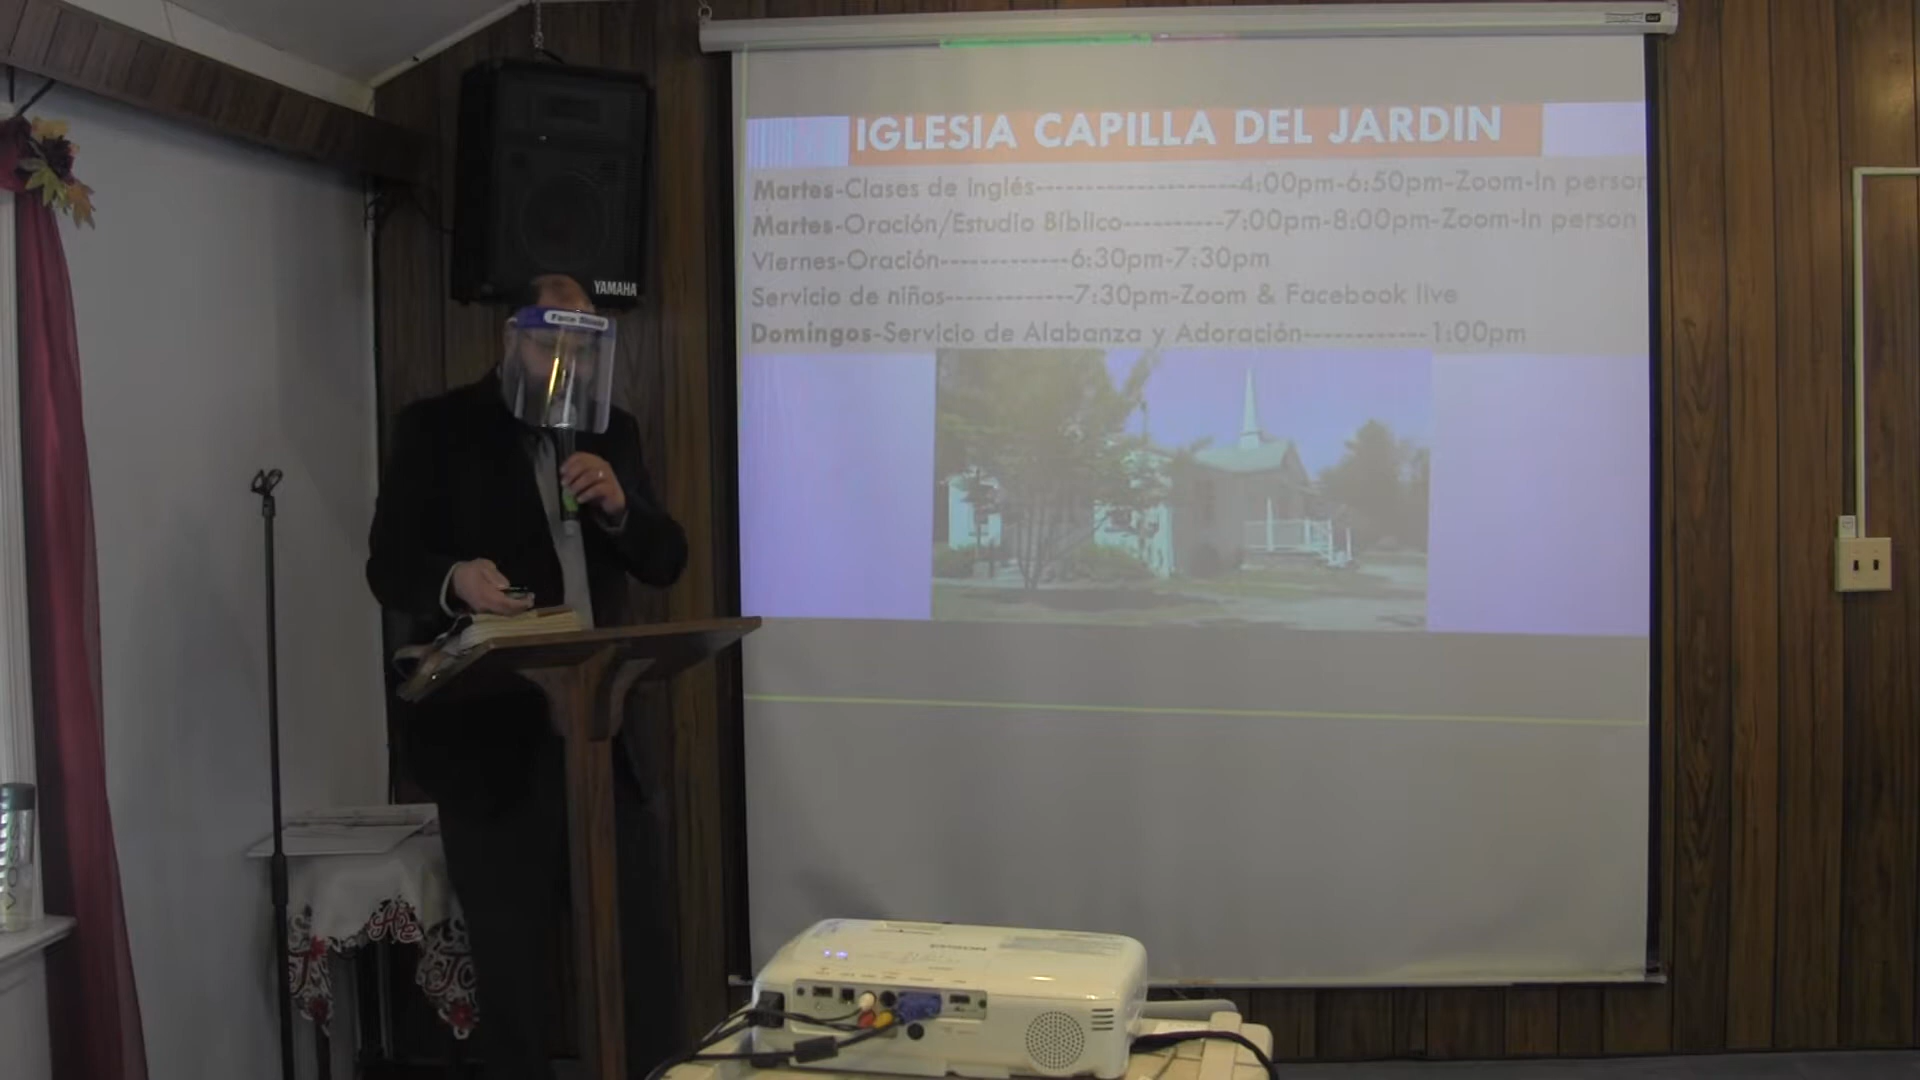 IGLESIA CAPILLA DEL JARDIN
Martes-Clases de inglés--------------------4:00pm-6:50pm-Zoom-In person
Martes-Oración/Estudio Bíblico----------7:00pm-8:00pm-Zoom-In person
Viernes-Oración-------------6:30pm-7:30pm
Servicio de niños-------------7:30pm-Zoom & Facebook live
Domingos-Servicio de Alabanza y Adoración------------1:00pm
YAMAHA
Face Shield